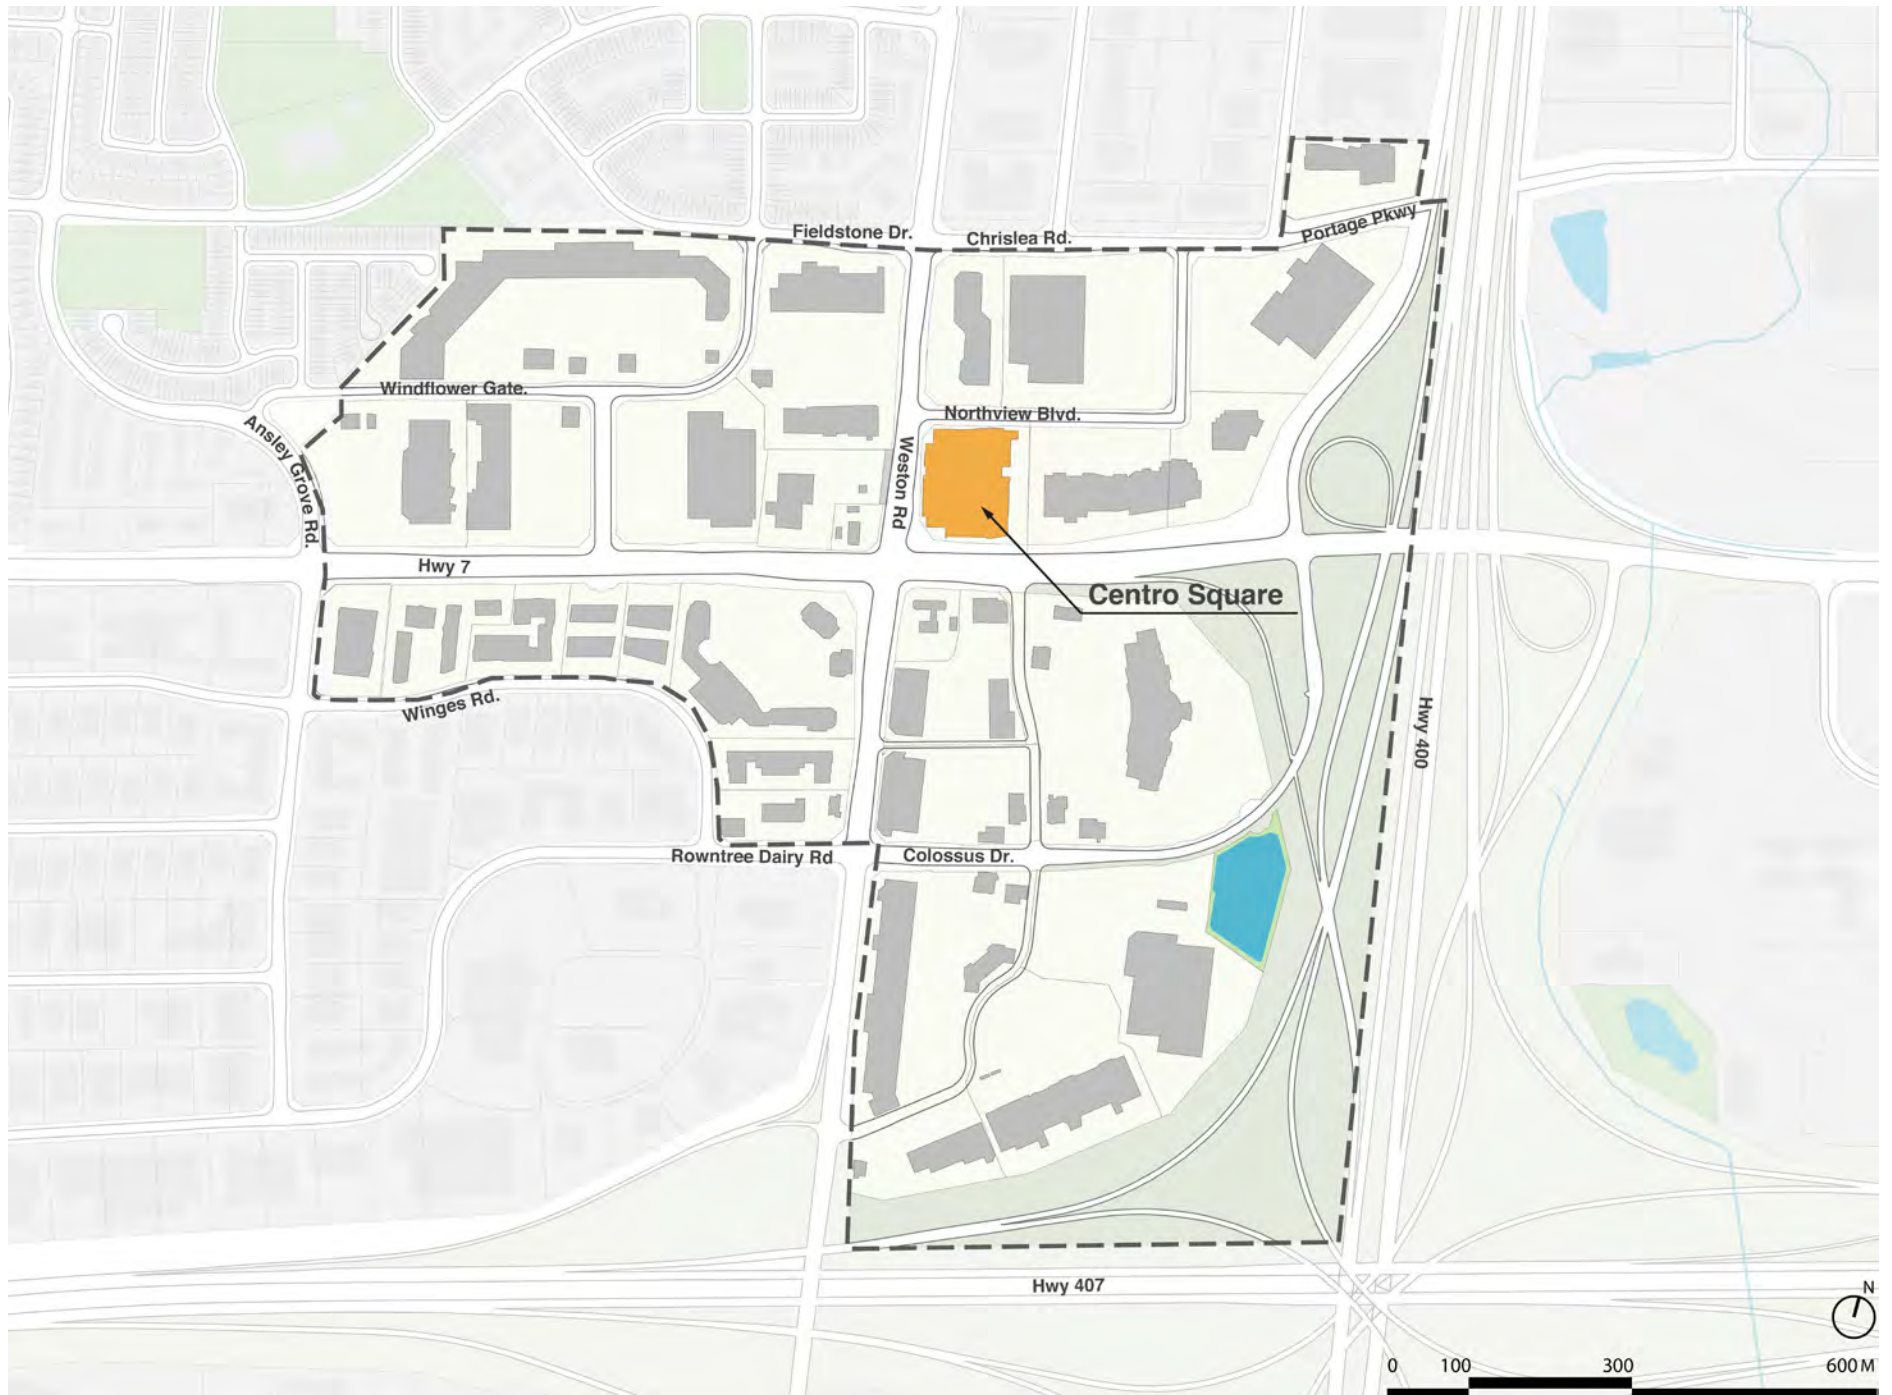 Portage Pkwy
Fieldstone Dr.
Chrislea Rd.
Windflower Gate.
Northview Blvd.
Ansley Grove Rd.
Weston Rd
Hwy 7
Centro Square
Winges Rd.
Hwy 400
Rowntree Dairy Rd
Colossus Dr.
Hwy 407
N
0 100 300 600 M